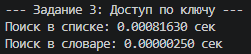 --- Задание 3: Доступ по ключу ---
Поиск в списке: 0.00081630 сек
Поиск в словаре: 0.00000250 сек